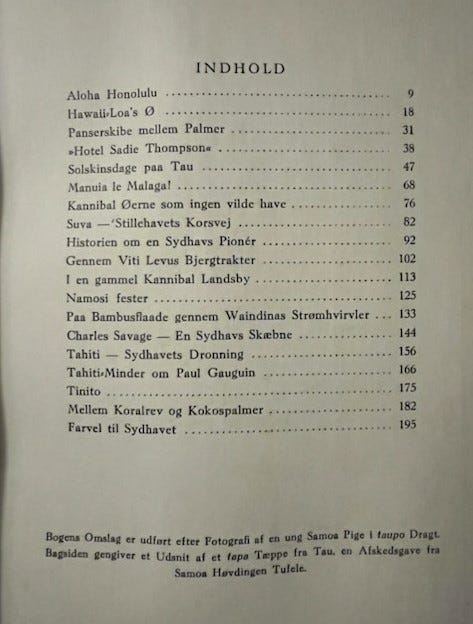 INDHOLD
Aloha Honolulu ........................................ 9
Hawaii-Loa's Ø ........................................ 18
Panserskibe mellem Palmer ............................. 31
»Hotel Sadie Thompson« ................................ 38
Solskinsdage paa Tau .................................. 47
Manuia le Malaga! ..................................... 68
Kannibal Øerne som ingen vilde have ................... 76
Suva —'Stillehavets Korsvej ........................... 82
Historien om en Sydhavs Pionér ........................ 92
Gennem Viti Levus Bjergtrakter ........................ 102
I en gammel Kannibal Landsby .......................... 113
Namosi fester ......................................... 125
Paa Bambusflaade gennem Waindinas Strømhvirvler ... 133
Charles Savage — En Sydhavs Skæbne .................... 144
Tahiti — Sydhavets Dronning ........................... 156
Tahiti-Minder om Paul Gauguin ......................... 166
Tinito ................................................ 175
Mellem Koralrev og Kokospalmer ........................ 182
Farvel til Sydhavet ................................... 195
Bogens Omslag er udført efter Fotografi af en ung Samoa Pige i taupo Dragt.
Bagsiden gengiver et Udsnit af et tapa Tæppe fra Tau, en Afskedsgave fra
Samoa Høvdingen Tufele.